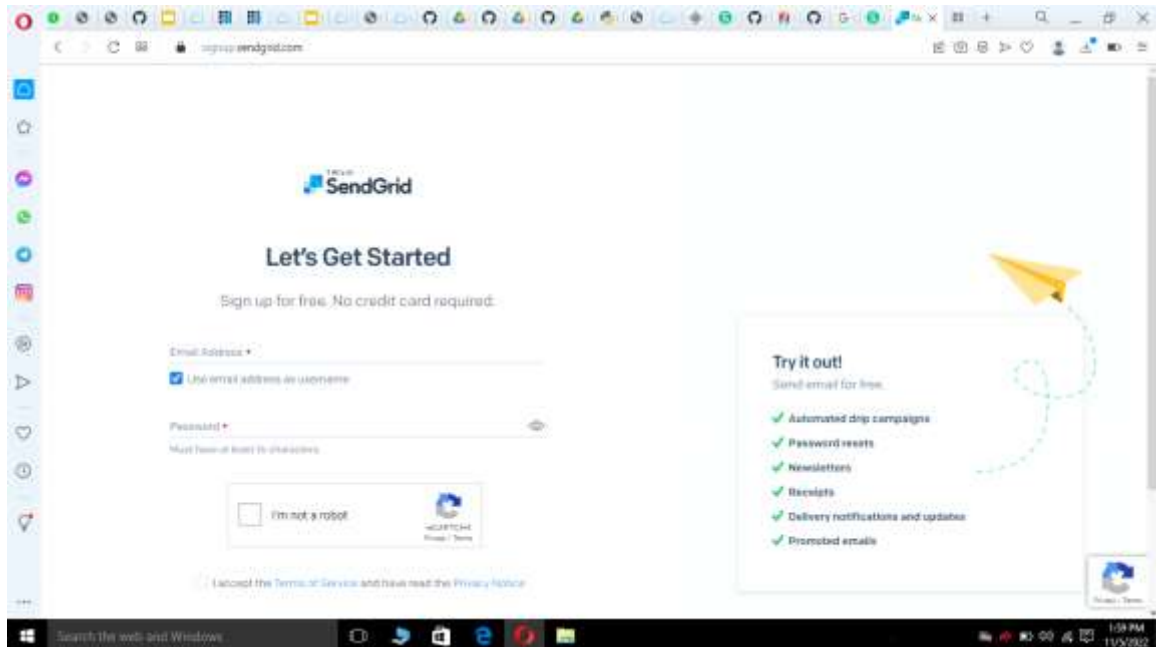 signup.sendgrid.com
TWILIO
SendGrid
Let's Get Started
Sign up for free. No credit card required.
Email Address *
Use email address as username
Password *
Must have at least 16 characters
I'm not a robot
reCAPTCHA
Privacy - Terms
I accept the Terms of Service and have read the Privacy Notice
Try it out!
Send email for free.
Automated drip campaigns
Password resets
Newsletters
Receipts
Delivery notifications and updates
Promoted emails
Privacy - Terms
Search the web and Windows
1:59 PM
11/5/2022